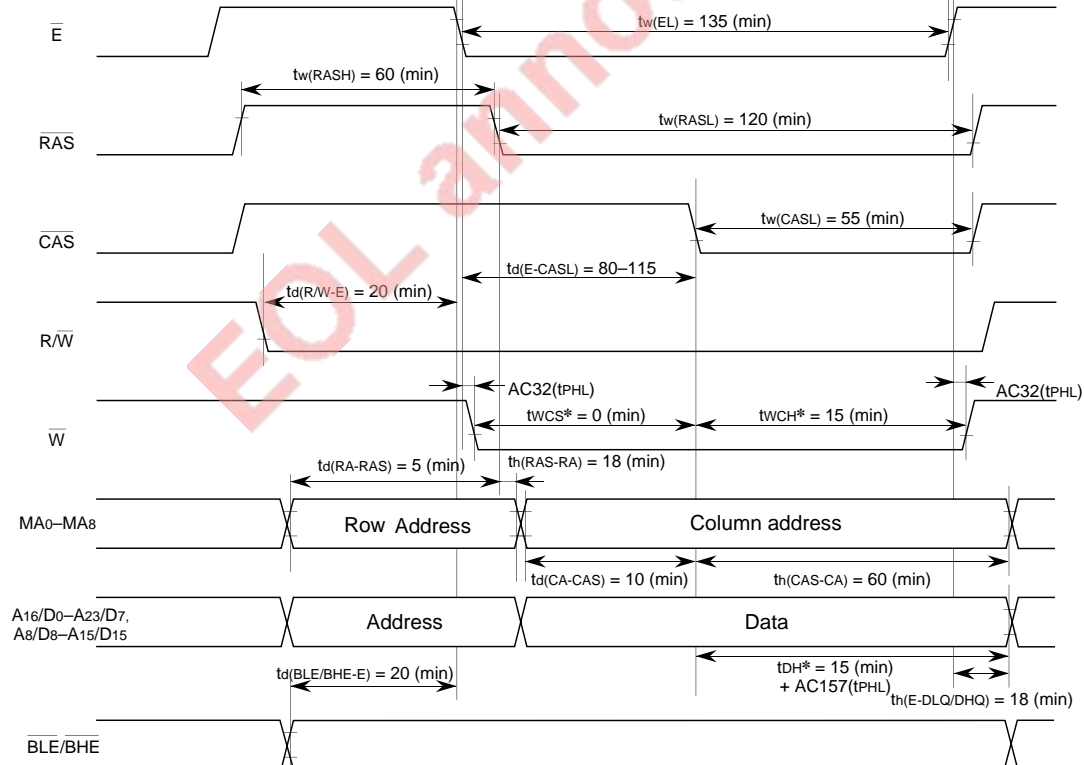 E
tw(EL) = 135 (min)
tw(RASH) = 60 (min)
RAS
tw(RASL) = 120 (min)
CAS
tw(CASL) = 55 (min)
td(E-CASL) = 80–115
td(R/W-E) = 20 (min)
R/W
AC32(tPHL)
AC32(tPHL)
W
tWCS* = 0 (min)
tWCH* = 15 (min)
td(RA-RAS) = 5 (min)
th(RAS-RA) = 18 (min)
MA0–MA8
Row Address
Column address
td(CA-CAS) = 10 (min)
th(CAS-CA) = 60 (min)
A16/D0–A23/D7,
A8/D8–A15/D15
Address
Data
td(BLE/BHE-E) = 20 (min)
tDH* = 15 (min)
+ AC157(tPHL)
th(E-DLQ/DHQ) = 18 (min)
BLE/BHE
EOL anno